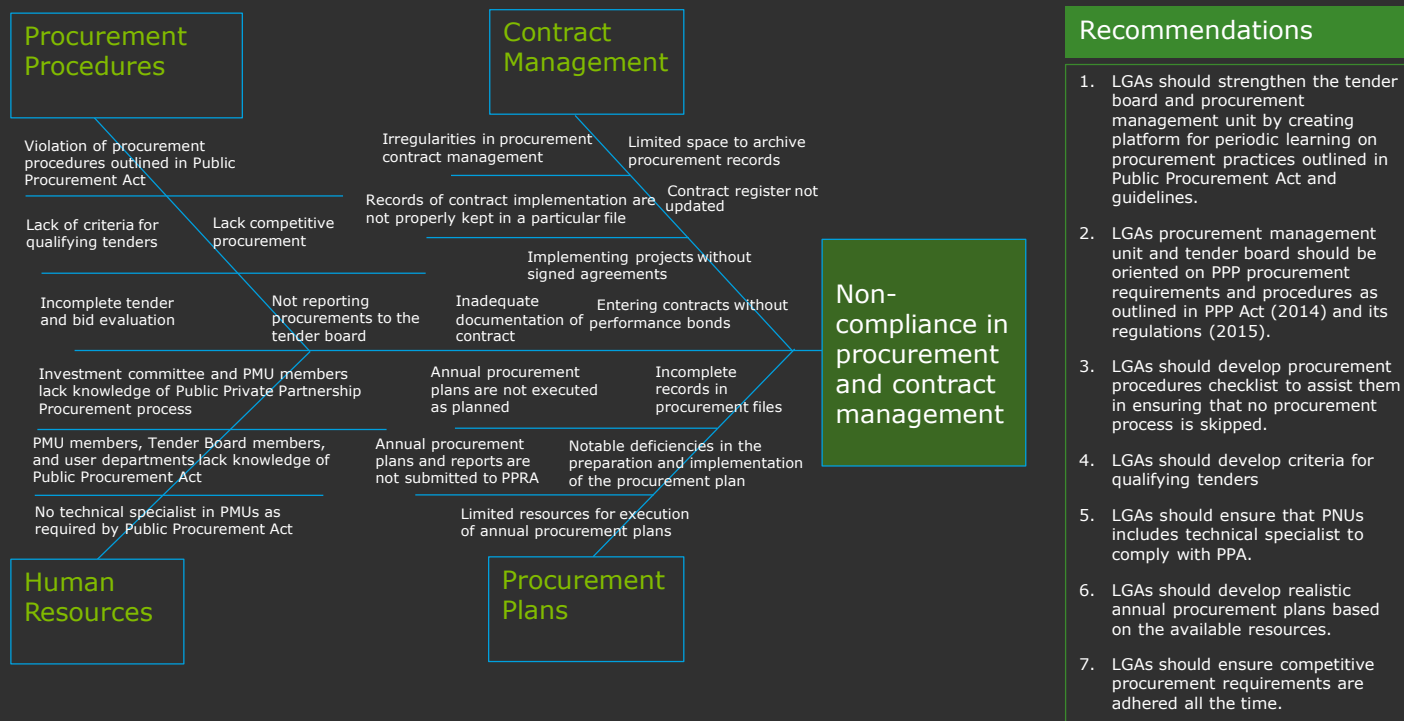 Procurement
Procedures
Violation of procurement
procedures outlined in Public
Procurement Act
Lack of criteria for
qualifying tenders
Lack competitive
procurement
Incomplete tender
and bid evaluation
Not reporting
procurements to the
tender board
Contract
Management
Irregularities in procurement
contract management
Limited space to archive
procurement records
Records of contract implementation are
not properly kept in a particular file
Contract register not
updated
Implementing projects without
signed agreements
Inadequate
documentation of
contract
Entering contracts without
performance bonds
Non-
compliance in
procurement
and contract
management
Investment committee and PMU members
lack knowledge of Public Private Partnership
Procurement process
PMU members, Tender Board members,
and user departments lack knowledge of
Public Procurement Act
No technical specialist in PMUs as
required by Public Procurement Act
Human
Resources
Annual procurement
plans are not executed
as planned
Incomplete
records in
procurement files
Annual procurement
plans and reports are
not submitted to PPRA
Notable deficiencies in the
preparation and implementation
of the procurement plan
Limited resources for execution
of annual procurement plans
Procurement
Plans
Recommendations
1. LGAs should strengthen the tender
board and procurement
management unit by creating
platform for periodic learning on
procurement practices outlined in
Public Procurement Act and
guidelines.
2. LGAs procurement management
unit and tender board should be
oriented on PPP procurement
requirements and procedures as
outlined in PPP Act (2014) and its
regulations (2015).
3. LGAs should develop procurement
procedures checklist to assist them
in ensuring that no procurement
process is skipped.
4. LGAs should develop criteria for
qualifying tenders
5. LGAs should ensure that PNUs
includes technical specialist to
comply with PPA.
6. LGAs should develop realistic
annual procurement plans based
on the available resources.
7. LGAs should ensure competitive
procurement requirements are
adhered all the time.